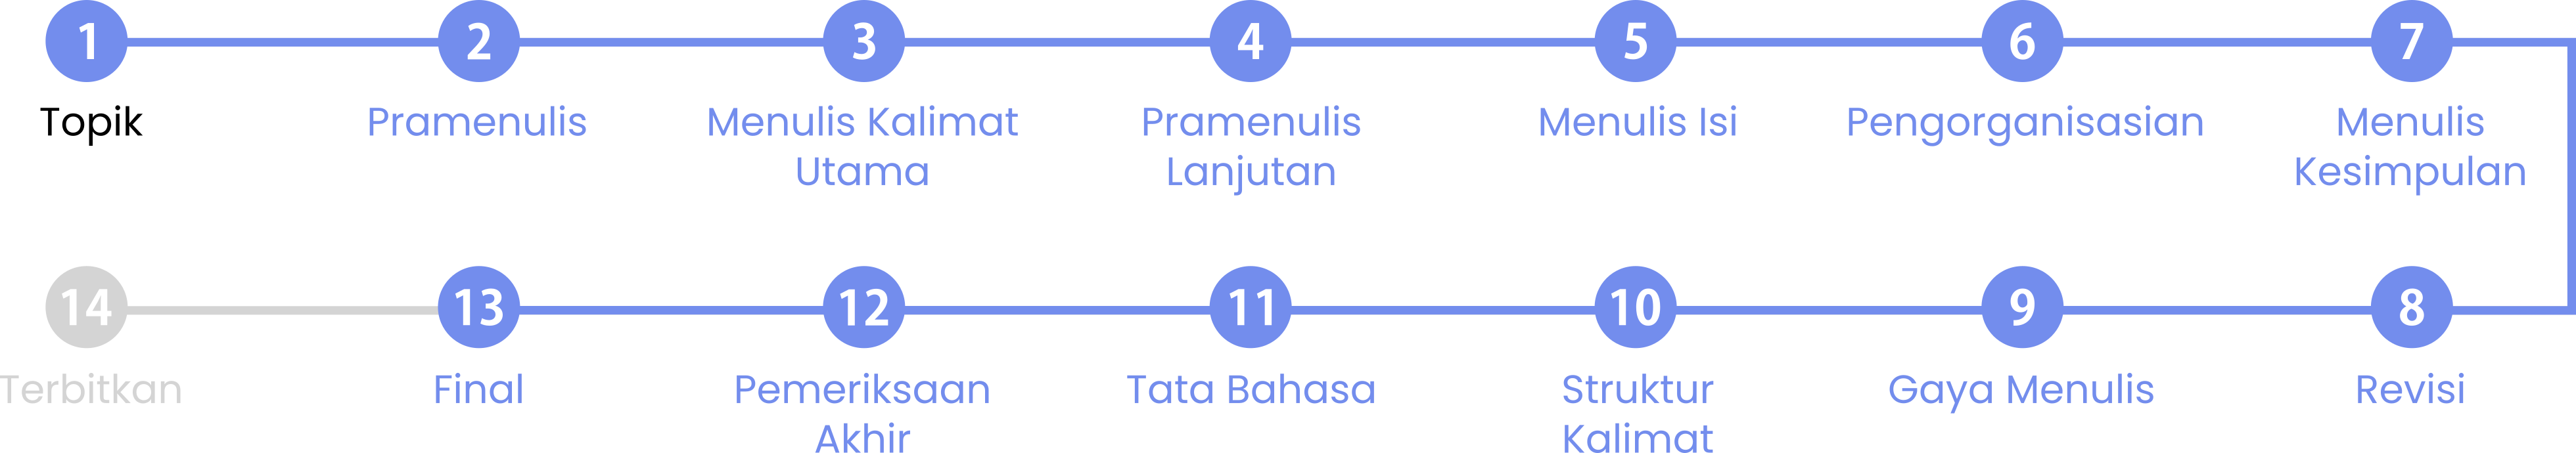 1 2 3 4 5 6 7
Topik Pramenulis Menulis Kalimat Pramenulis Menulis Isi Pengorganisasian Menulis
Utama Lanjutan Kesimpulan
14 13 12 11 10 9 8
Terbitkan Final Pemeriksaan Tata Bahasa Struktur Gaya Menulis Revisi
Akhir Kalimat